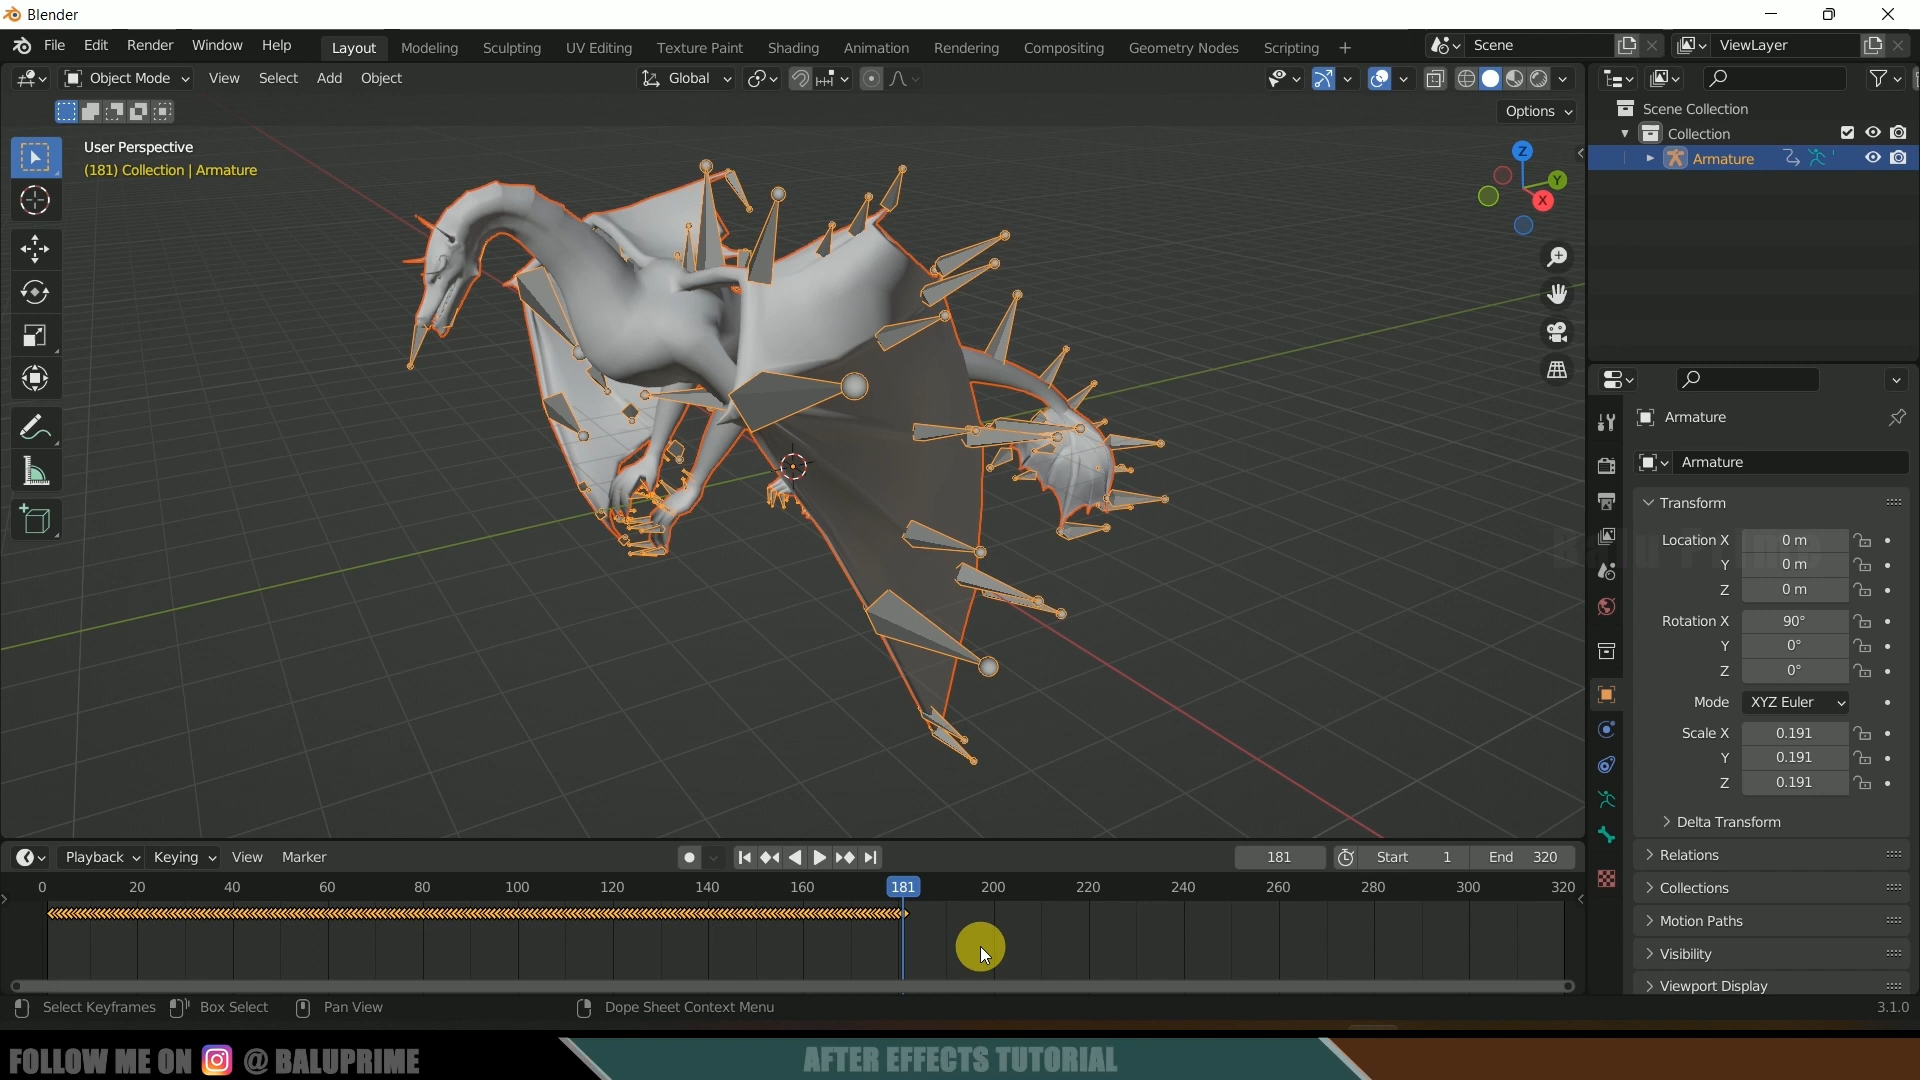 Blender
File Edit Render Window Help Layout Modeling Sculpting UV Editing Texture Paint Shading Animation Rendering Compositing Geometry Nodes Scripting + Scene ViewLayer
Object Mode View Select Add Object Global
Options
User Perspective
(181) Collection | Armature
Z
Y
X
Scene Collection
Collection
Armature
Armature
Armature
Transform
Location X 0 m
Y 0 m
Z 0 m
Rotation X 90°
Y 0°
Z 0°
Mode XYZ Euler
Scale X 0.191
Y 0.191
Z 0.191
Delta Transform
Relations
Collections
Motion Paths
Visibility
Viewport Display
Playback Keying View Marker 181 Start 1 End 320
0 20 40 60 80 100 120 140 160 181 200 220 240 260 280 300 320
Select Keyframes Box Select Pan View Dope Sheet Context Menu 3.1.0
FOLLOW ME ON @ BALUPRIME AFTER EFFECTS TUTORIAL